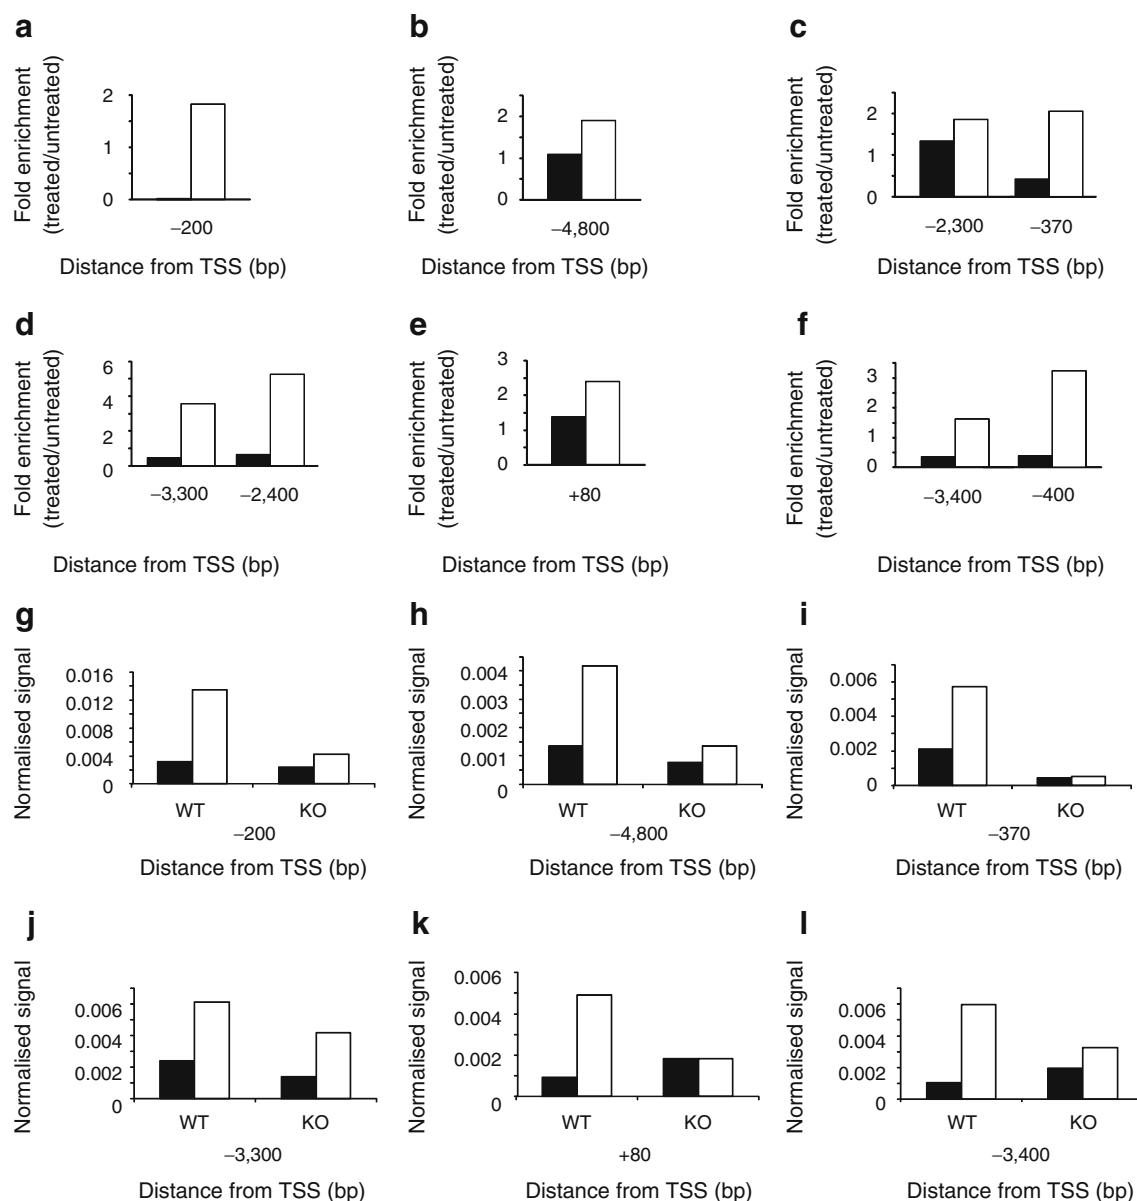 a
Fold enrichment
(treated/untreated)
2
1
0
−200
Distance from TSS (bp)
b
Fold enrichment
(treated/untreated)
2
1
0
−4,800
Distance from TSS (bp)
c
Fold enrichment
(treated/untreated)
2
1
0
−2,300
−370
Distance from TSS (bp)
d
Fold enrichment
(treated/untreated)
6
4
2
0
−3,300
−2,400
Distance from TSS (bp)
e
Fold enrichment
(treated/untreated)
3
2
1
0
+80
Distance from TSS (bp)
f
Fold enrichment
(treated/untreated)
3
2
1
0
−3,400
−400
Distance from TSS (bp)
g
Normalised signal
0.016
0.012
0.008
0.004
0
WT
KO
−200
Distance from TSS (bp)
h
Normalised signal
0.004
0.003
0.002
0.001
0
WT
KO
−4,800
Distance from TSS (bp)
i
Normalised signal
0.006
0.004
0.002
0
WT
KO
−370
Distance from TSS (bp)
j
Normalised signal
0.006
0.004
0.002
0
WT
KO
−3,300
Distance from TSS (bp)
k
Normalised signal
0.006
0.004
0.002
0
WT
KO
+80
Distance from TSS (bp)
l
Normalised signal
0.006
0.004
0.002
0
WT
KO
−3,400
Distance from TSS (bp)